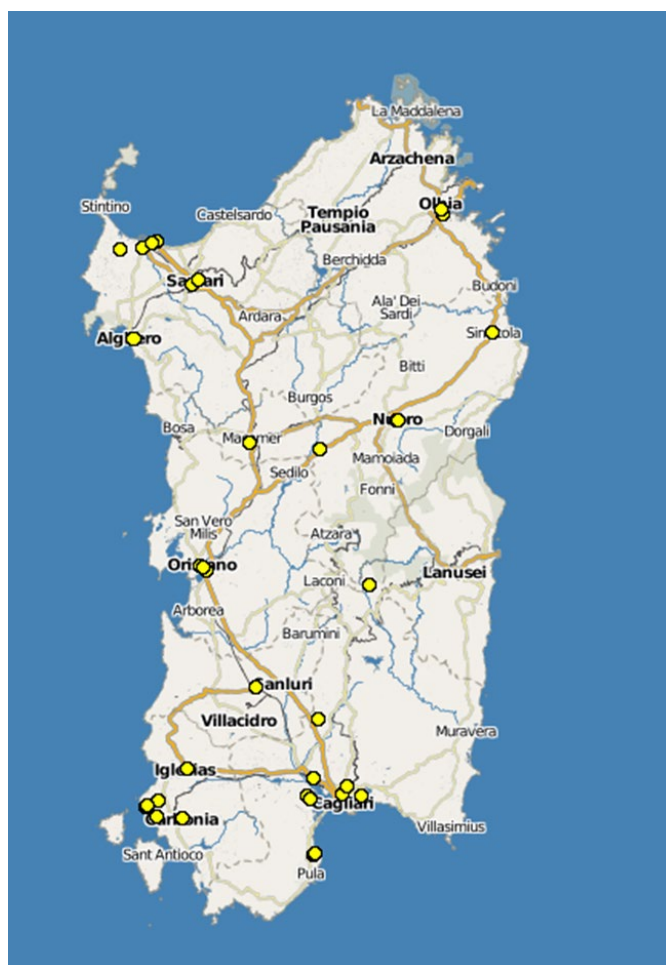 La Maddalena
Arzachena
Stintino
Olbia
Castelsardo
Tempio
Pausania
Berchidda
Sassari
Budoni
Ala' Dei
Sardi
Ardara
Siniscola
Alghero
Bitti
Burgos
Nuoro
Bosa
Dorgali
Macomer
Mamoiada
Sedilo
Fonni
San Vero
Milis
Atzara
Oristano
Lanusei
Laconi
Arborea
Barumini
Sanluri
Villacidro
Muravera
Iglesias
Cagliari
Carbonia
Villasimius
Sant Antioco
Pula